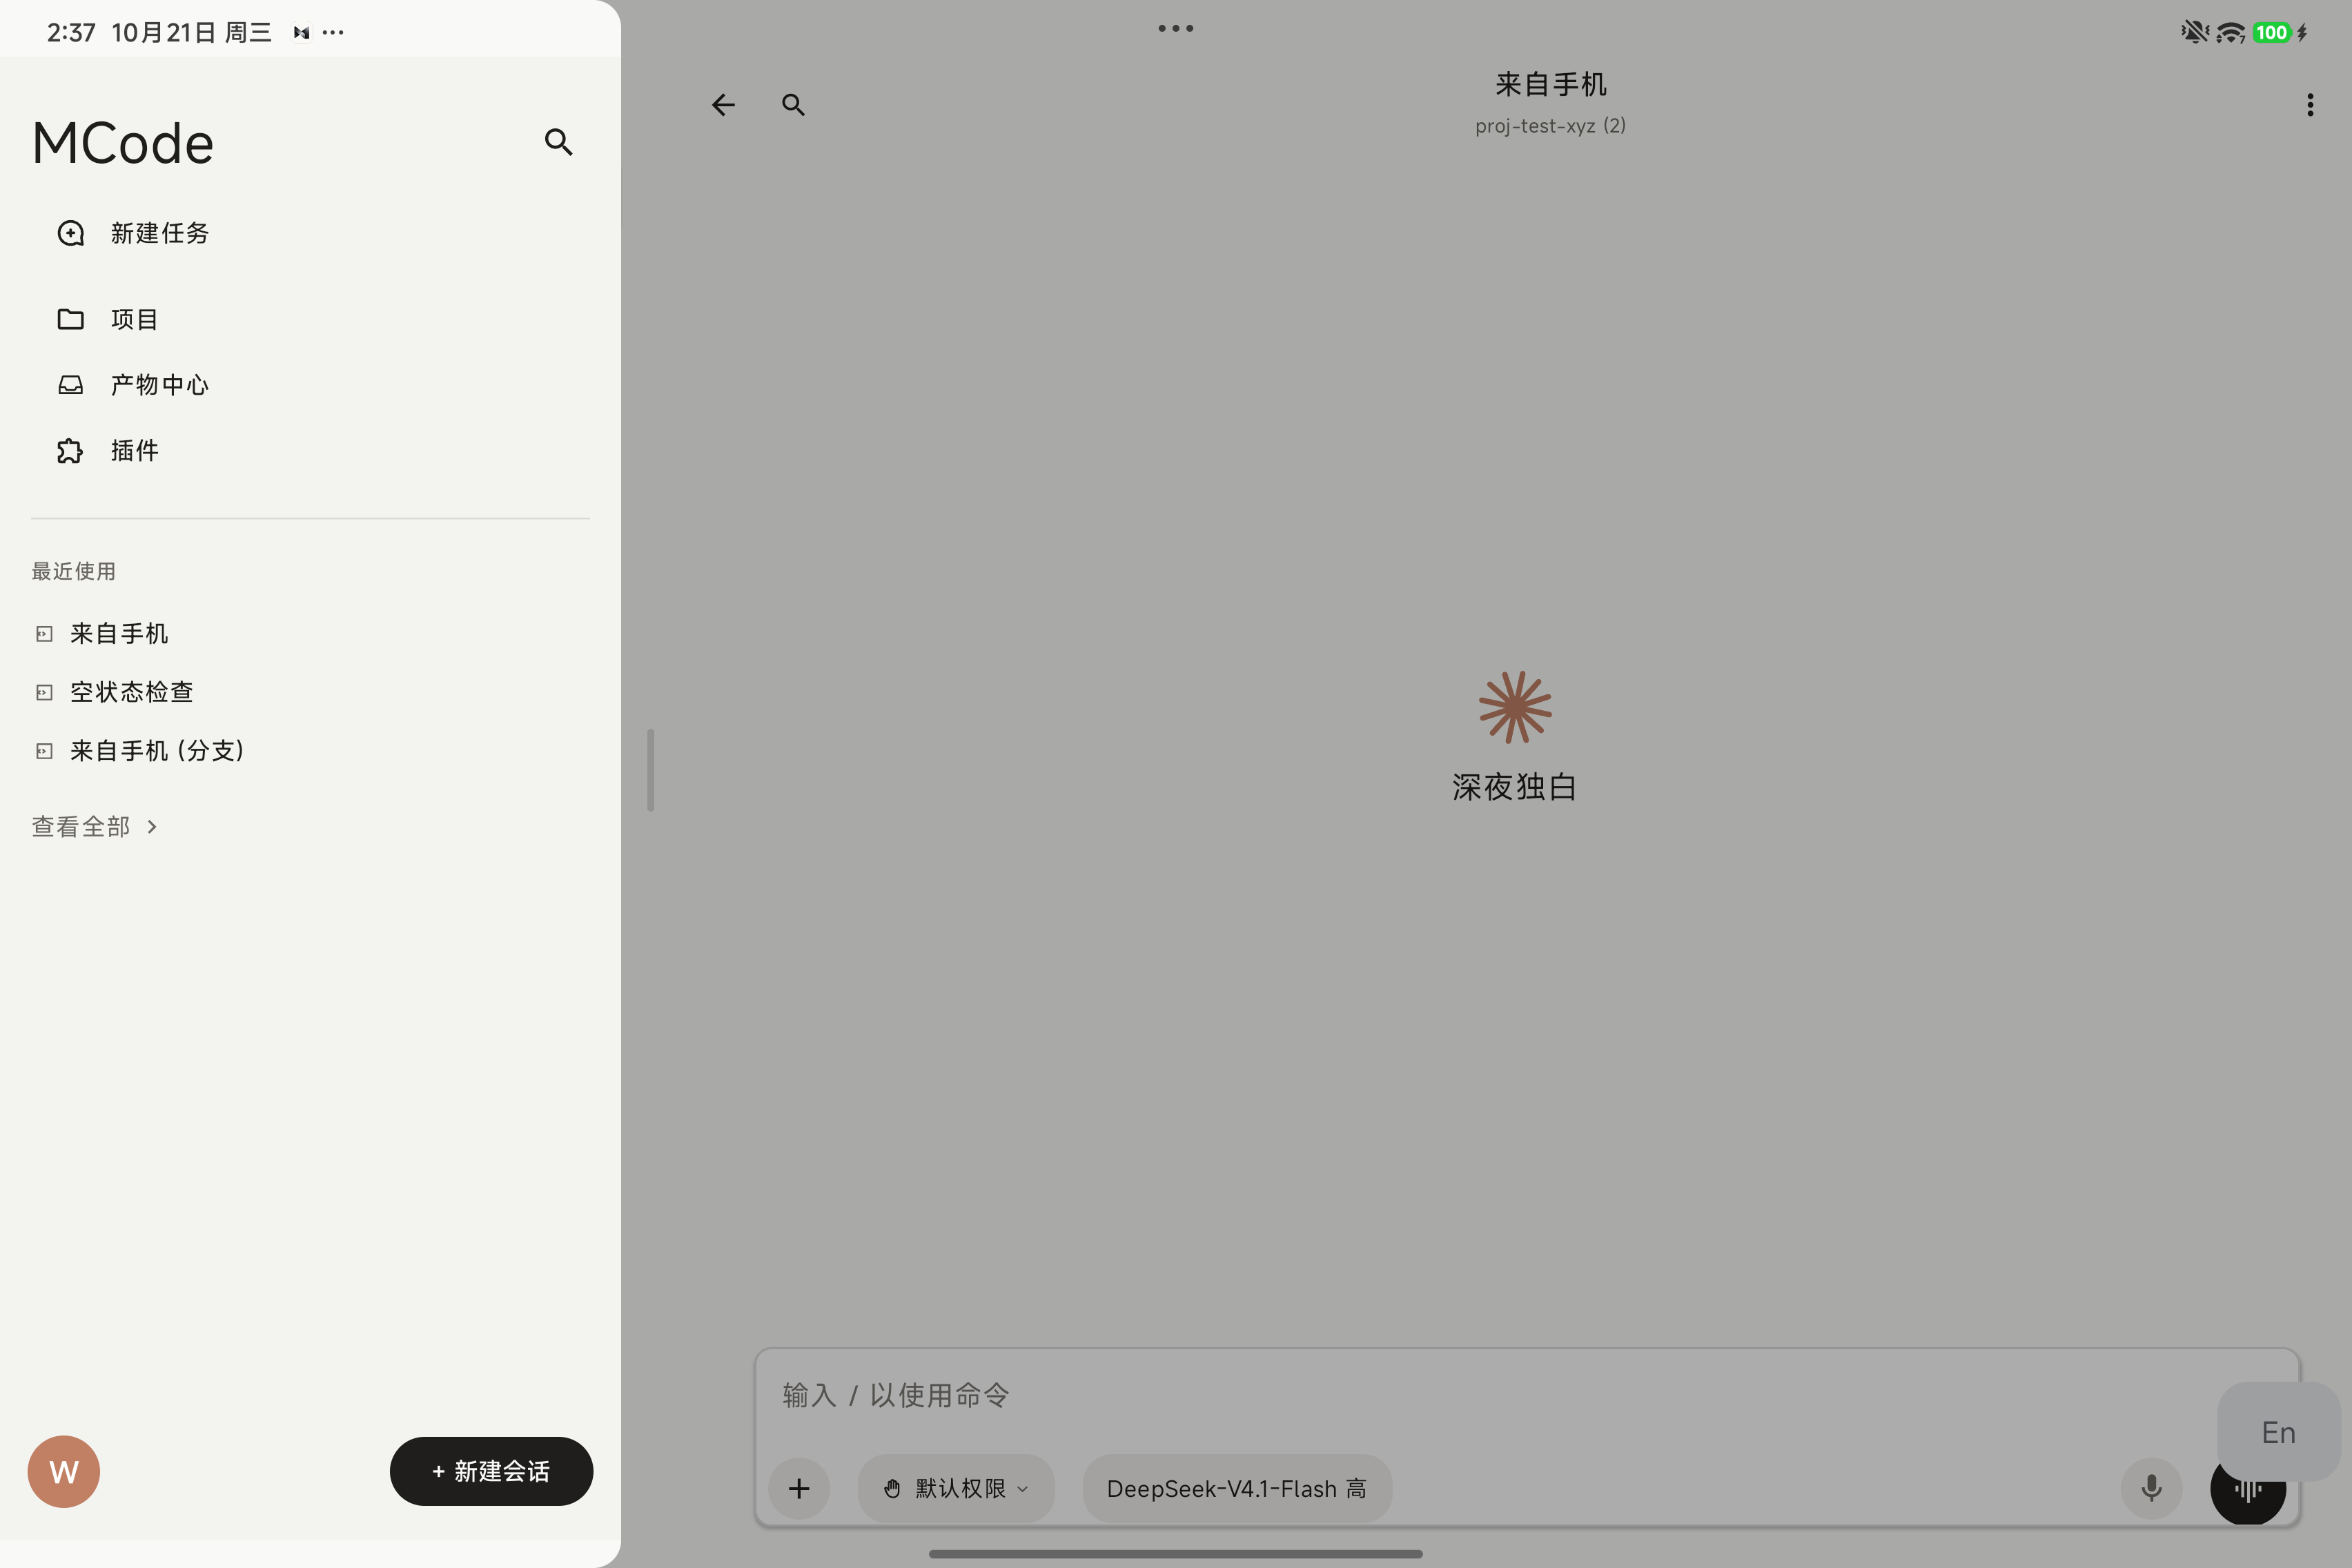 2:37 10月21日 周三
100
MCode
新建任务
项目
产物中心
插件
最近使用
来自手机
空状态检查
来自手机 (分支)
查看全部
W
+ 新建会话
来自手机
proj-test-xyz (2)
深夜独白
输入 / 以使用命令
默认权限
DeepSeek-V4.1-Flash 高
En